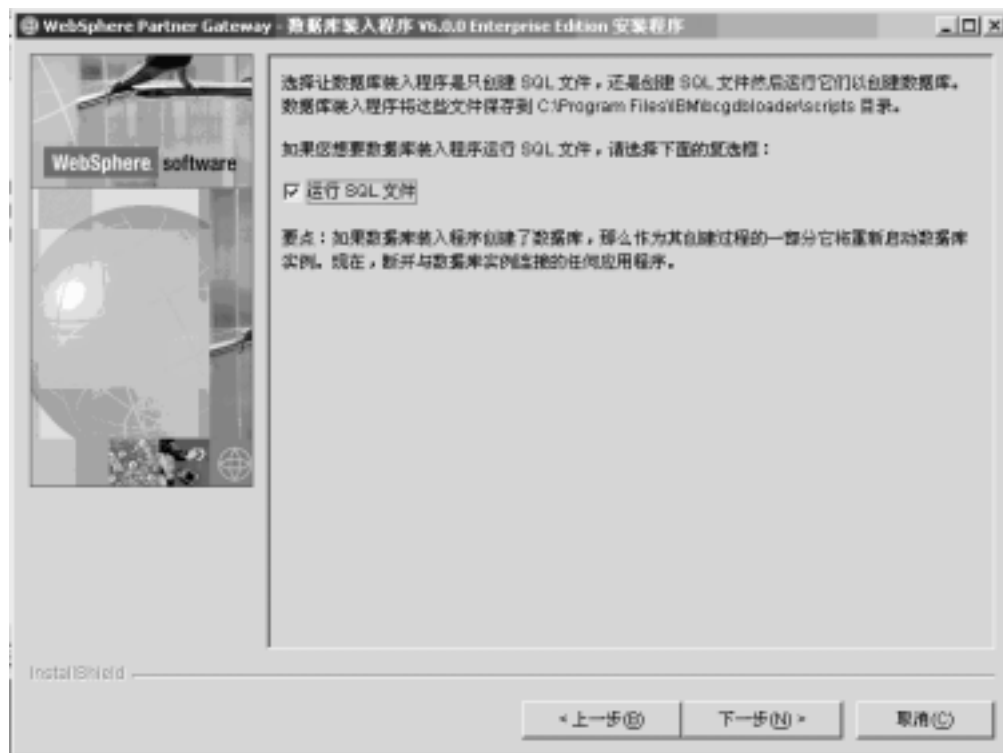 WebSphere Partner Gateway - 数据库装入程序 V6.0.0 Enterprise Edition 安装程序
WebSphere. software
选择让数据库装入程序是只创建 SQL 文件，还是创建 SQL 文件然后运行它们以创建数据库。
数据库装入程序将这些文件保存到 C:\Program Files\IBM\bcgdbloader\scripts 目录。
如果您想要数据库装入程序运行 SQL 文件，请选择下面的复选框：
运行 SQL 文件
要点：如果数据库装入程序创建了数据库，那么作为其创建过程的一部分它将重新启动数据库
实例。现在，断开与数据库实例连接的任何应用程序。
InstallShield
< 上一步(B)
下一步(N) >
取消(C)